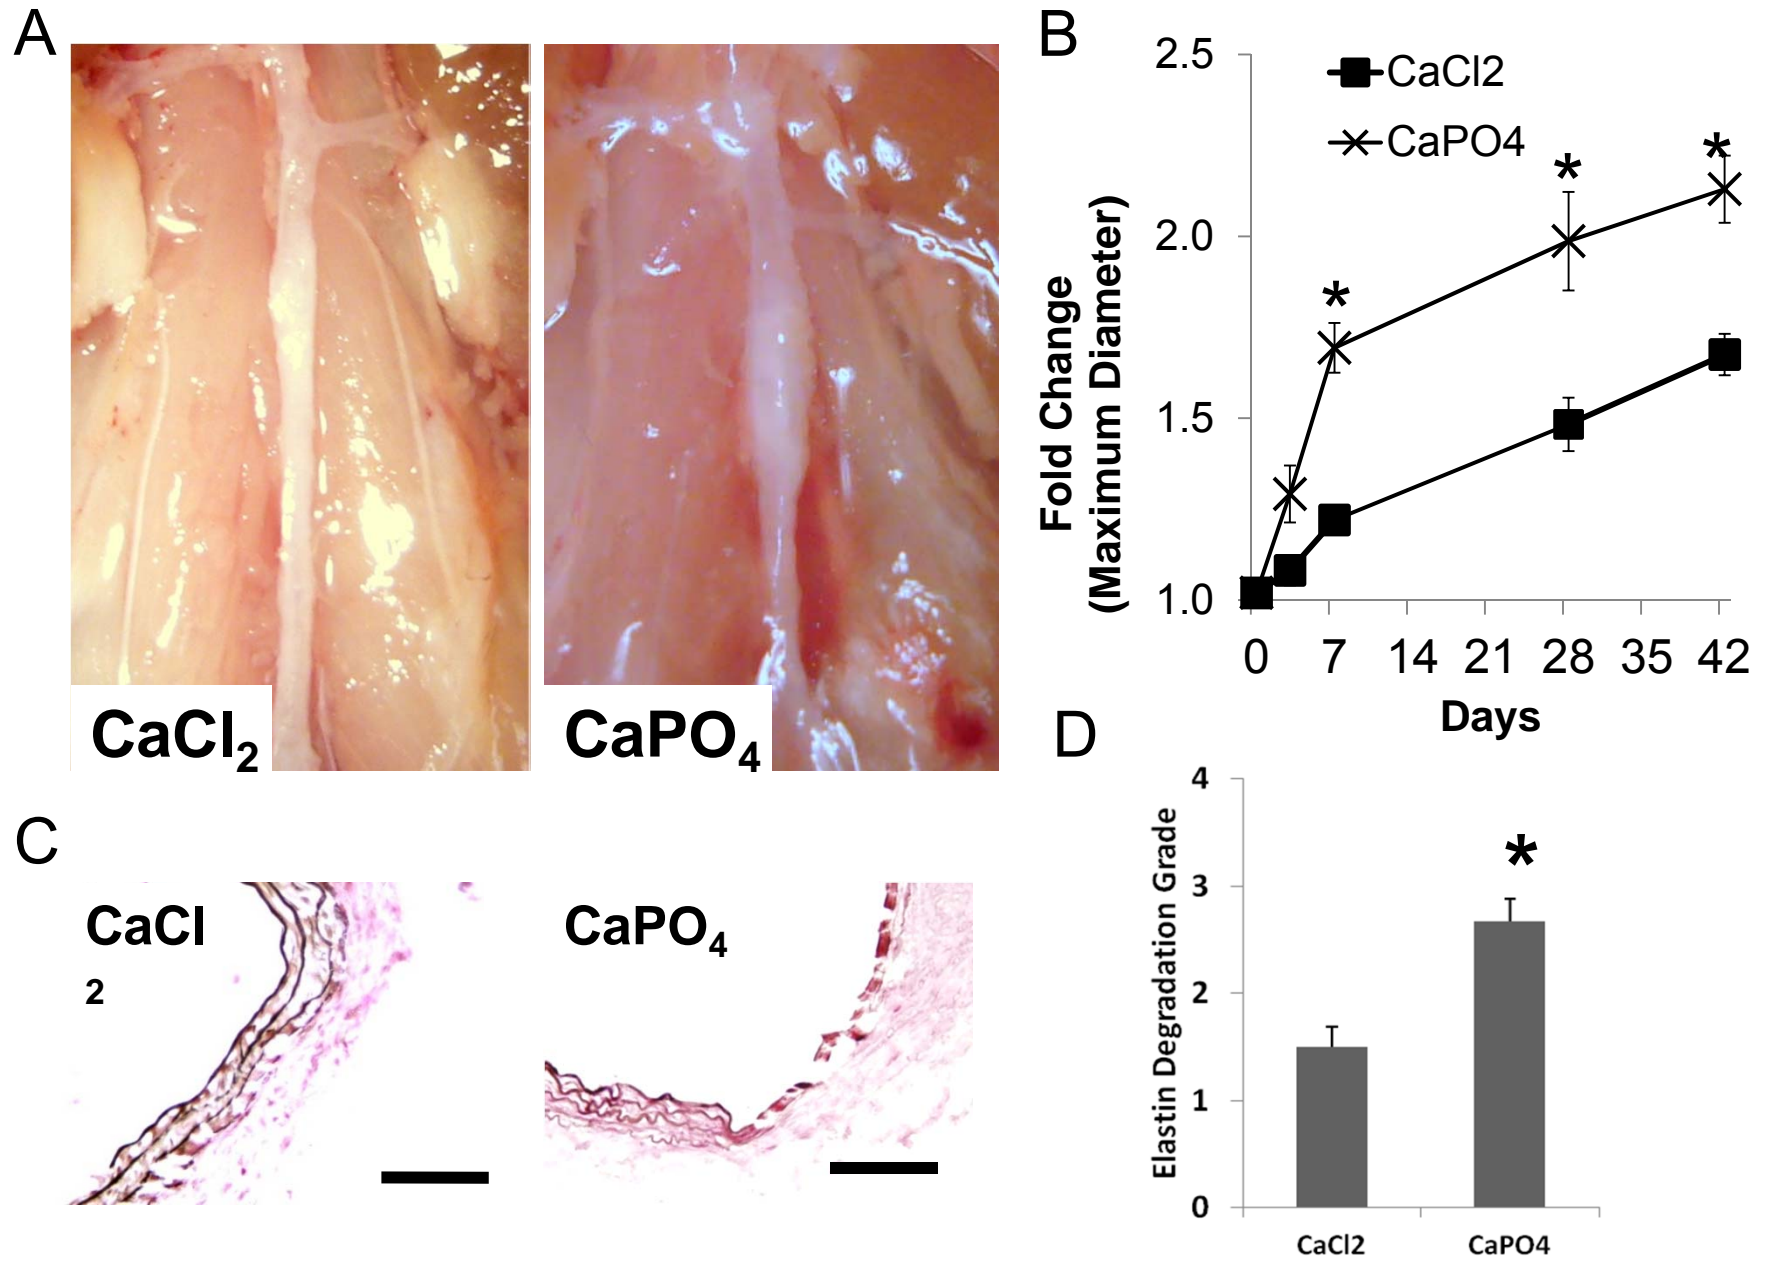 A
CaCl2
CaPO4
B
2.5
2.0
1.5
1.0
Fold Change
(Maximum Diameter)
CaCl2
CaPO4
*
*
*
0 7 14 21 28 35 42
Days
C
CaCl
2
CaPO4
D
4
3
2
1
0
Elastin Degradation Grade
*
CaCl2 CaPO4